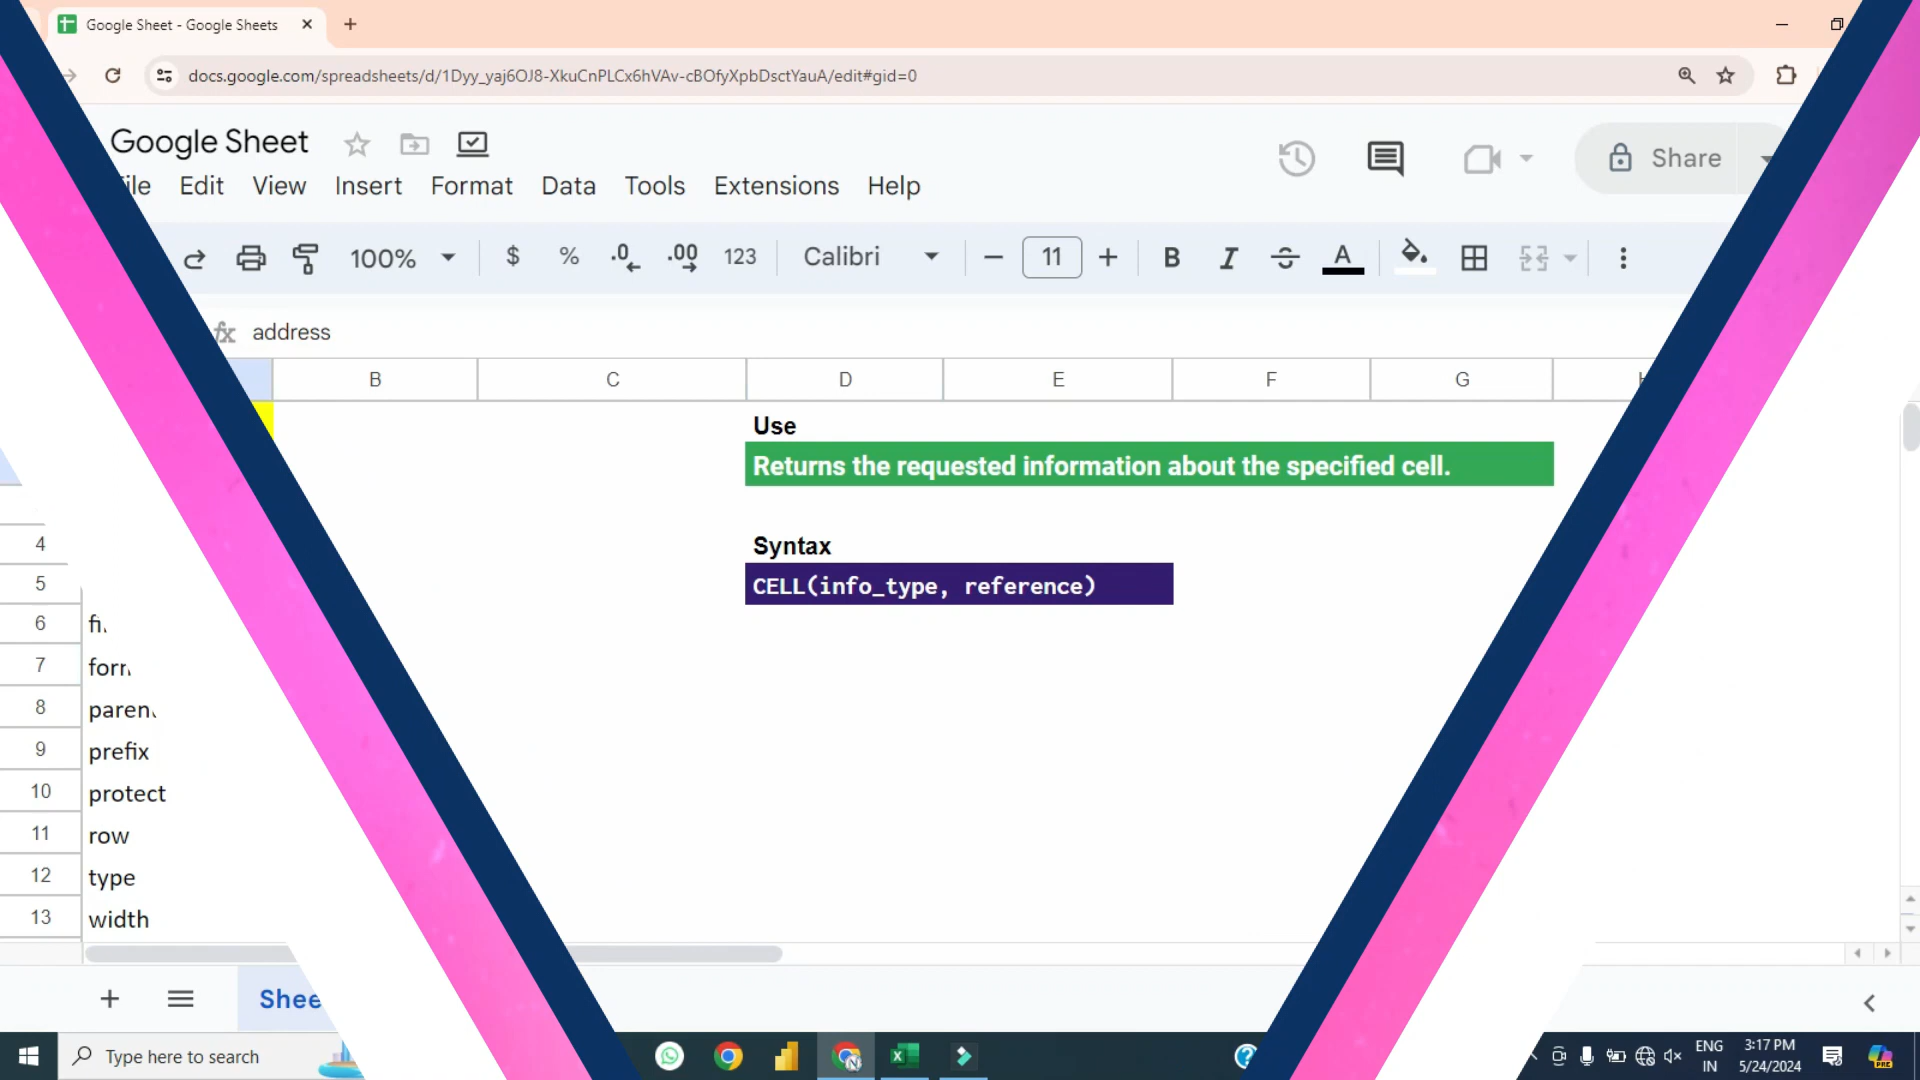 Google Sheet - Google Sheets
docs.google.com/spreadsheets/d/1Dyy_yaj6OJ8-XkuCnPLCx6hVAv-cBOfyXpbDsctYauA/edit#gid=0
Google Sheet
Share
Edit View Insert Format Data Tools Extensions Help
100% $ % .0 .00 123 Calibri 11 B I S A
fx address
B C D E F G
Use
Returns the requested information about the specified cell.
Syntax
4
CELL(info_type, reference)
5
6
7
8
9 prefix
10 protect
11 row
12 type
13 width
Type here to search
ENG
IN
3:17 PM
5/24/2024